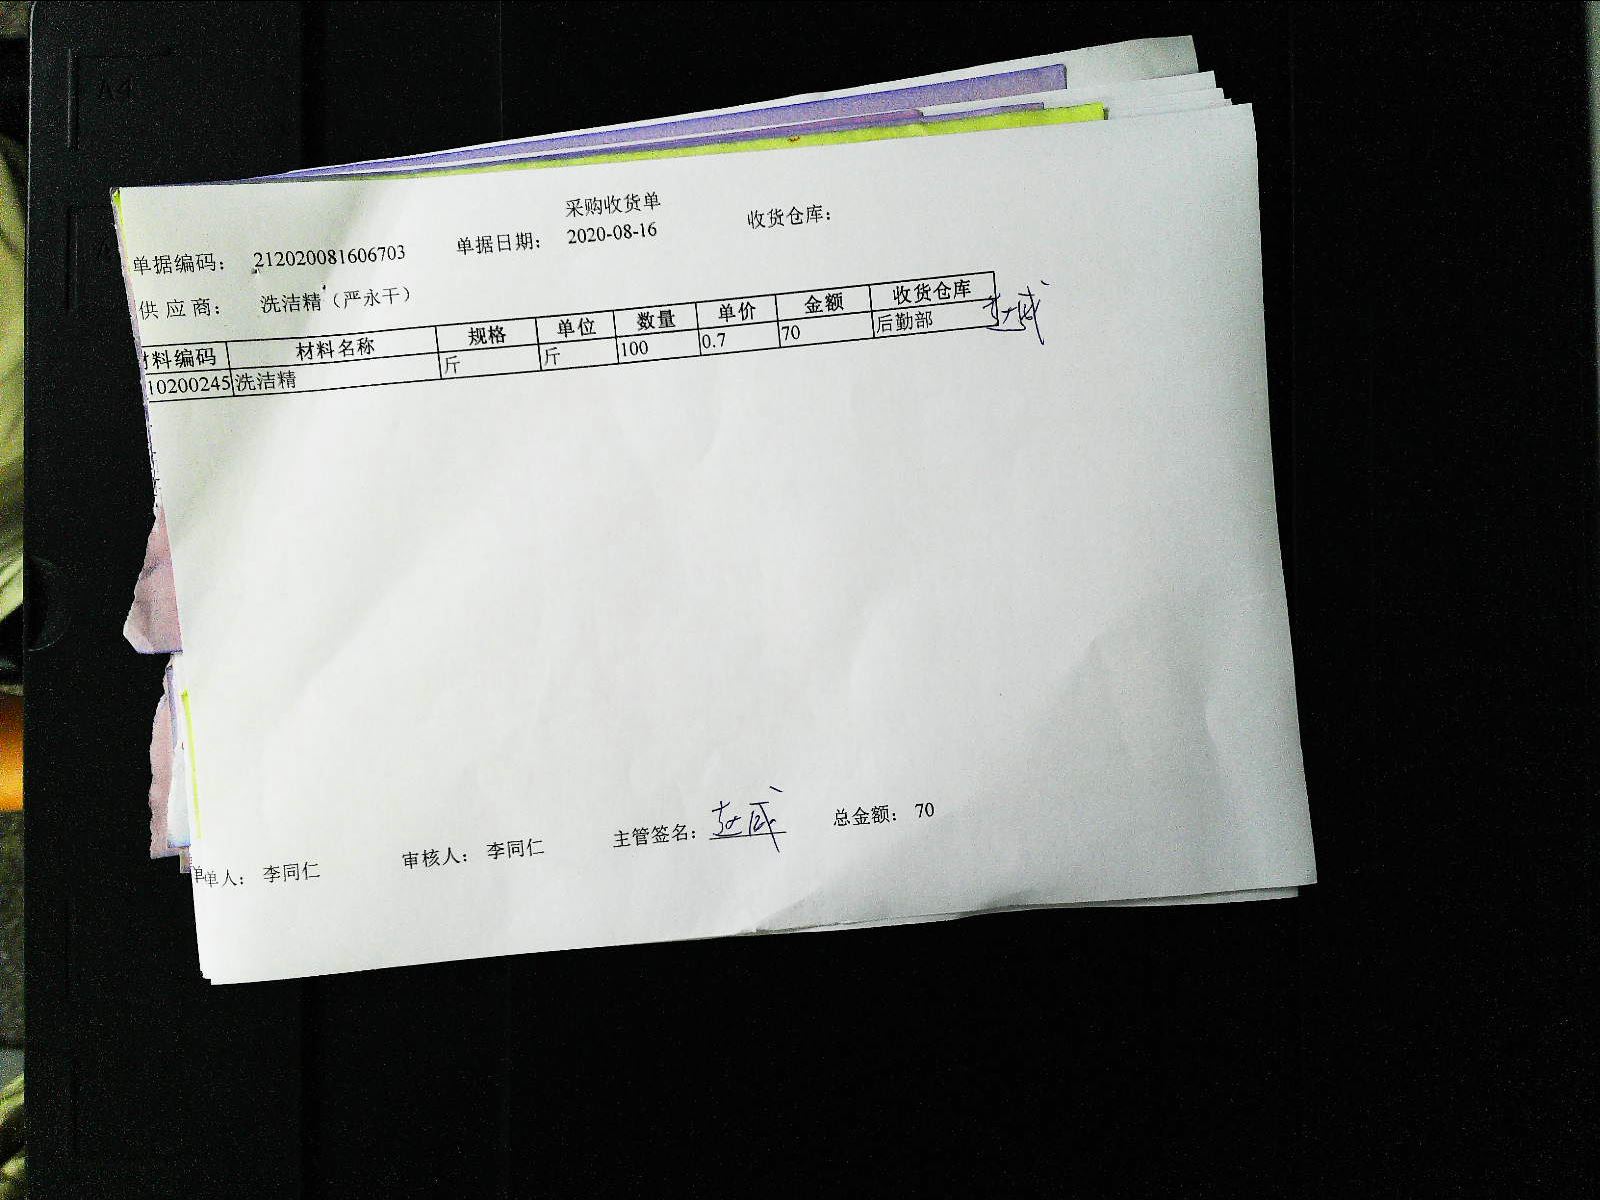 采购收货单
单据编码： 212020081606703 单据日期： 2020-08-16 收货仓库：
供 应 商： 洗洁精（严永干）
材料编码 材料名称 规格 单位 数量 单价 金额 收货仓库
10200245 洗洁精 斤 斤 100 0.7 70 后勤部
单人： 李同仁 审核人： 李同仁 主管签名： 赵威 总金额： 70